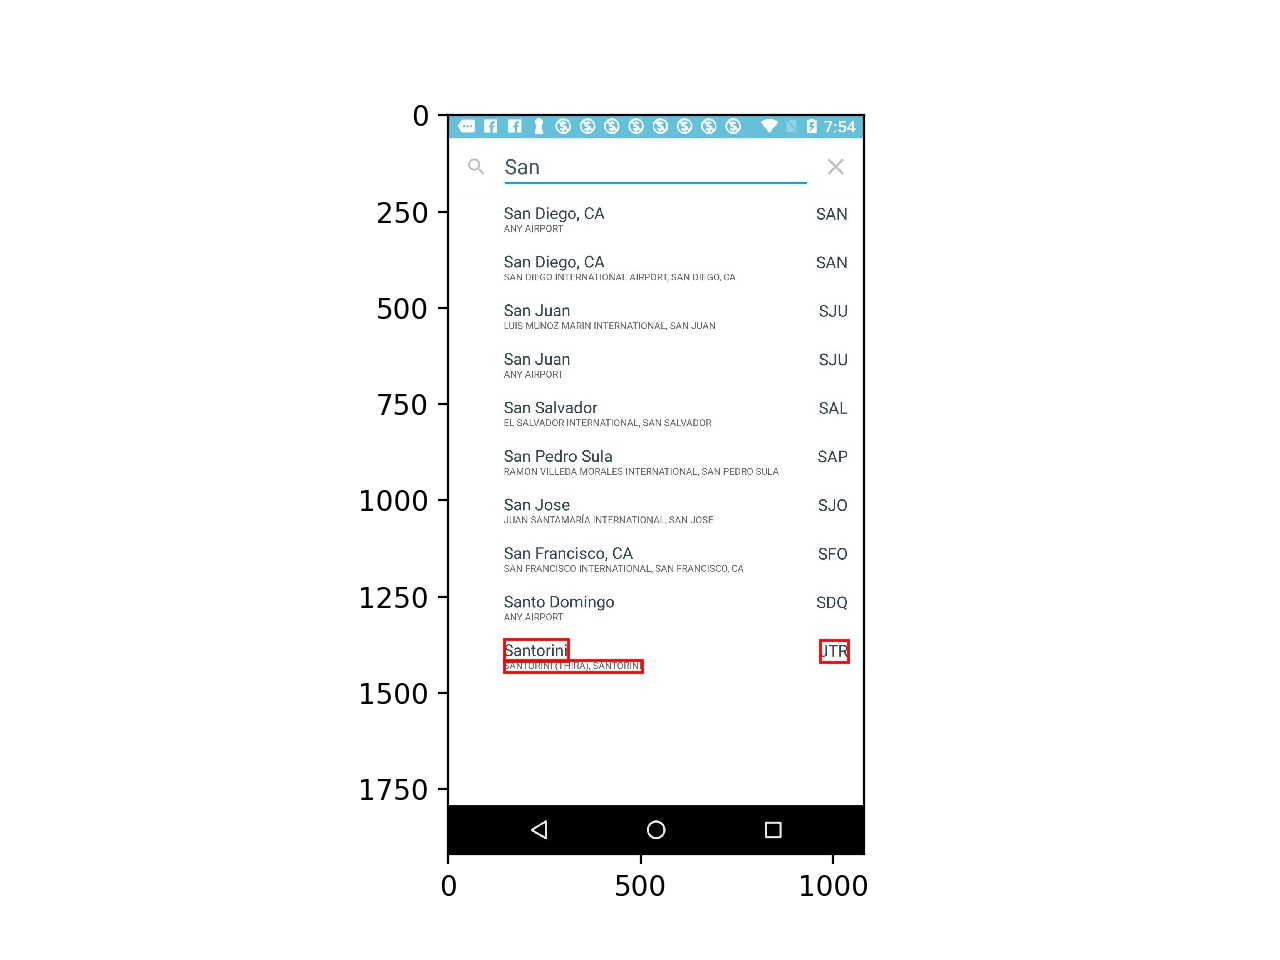 0
7:54
San
250
San Diego, CA SAN
ANY AIRPORT
San Diego, CA SAN
SAN DIEGO INTERNATIONAL AIRPORT, SAN DIEGO, CA
500
San Juan SJU
LUIS MUNOZ MARIN INTERNATIONAL, SAN JUAN
San Juan SJU
ANY AIRPORT
750
San Salvador SAL
EL SALVADOR INTERNATIONAL, SAN SALVADOR
San Pedro Sula SAP
RAMON VILLEDA MORALES INTERNATIONAL, SAN PEDRO SULA
1000
San Jose SJO
JUAN SANTAMARÍA INTERNATIONAL, SAN JOSE
San Francisco, CA SFO
SAN FRANCISCO INTERNATIONAL, SAN FRANCISCO, CA
1250
Santo Domingo SDQ
ANY AIRPORT
Santorini JTR
SANTORINI (THIRA), SANTORINI
1500
1750
0 500 1000